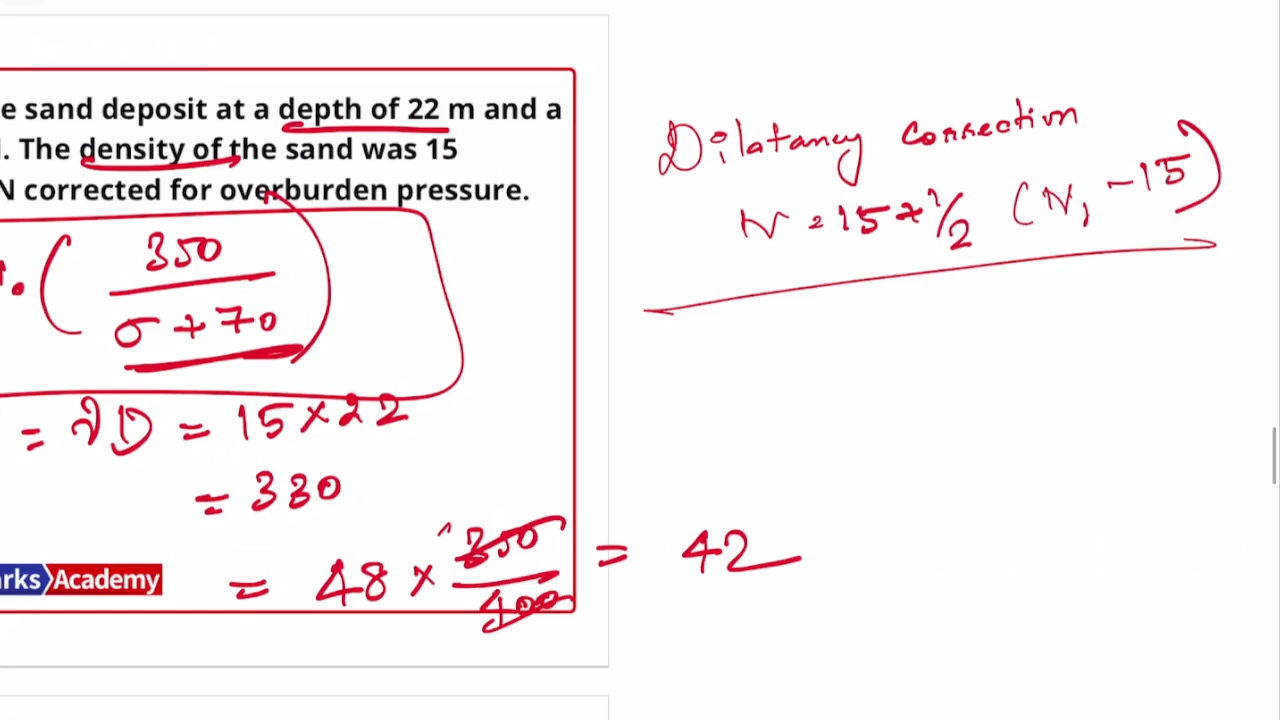 e sand deposit at a depth of 22 m and a
. The density of the sand was 15
N corrected for overburden pressure.
. ( 350 / σ + 70 )
= γD = 15 × 22
= 330
= 48 × 350 / 400 = 42
rks Academy
Dilatancy correction
N = 15 + 1/2 (N1 - 15)